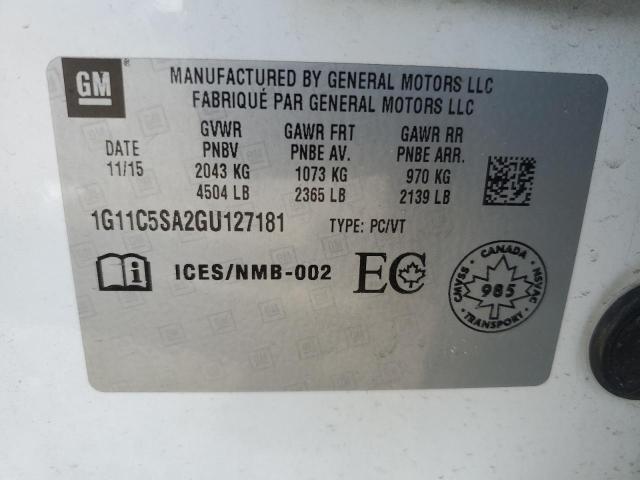 GM
MANUFACTURED BY GENERAL MOTORS LLC
FABRIQUÉ PAR GENERAL MOTORS LLC
DATE
11/15
GVWR
PNBV
2043 KG
4504 LB
GAWR FRT
PNBE AV.
1073 KG
2365 LB
GAWR RR
PNBE ARR.
970 KG
2139 LB
1G11C5SA2GU127181 TYPE: PC/VT
ICES/NMB-002 EC
CANADA
CMVSS 985 NSVAC
TRANSPORT